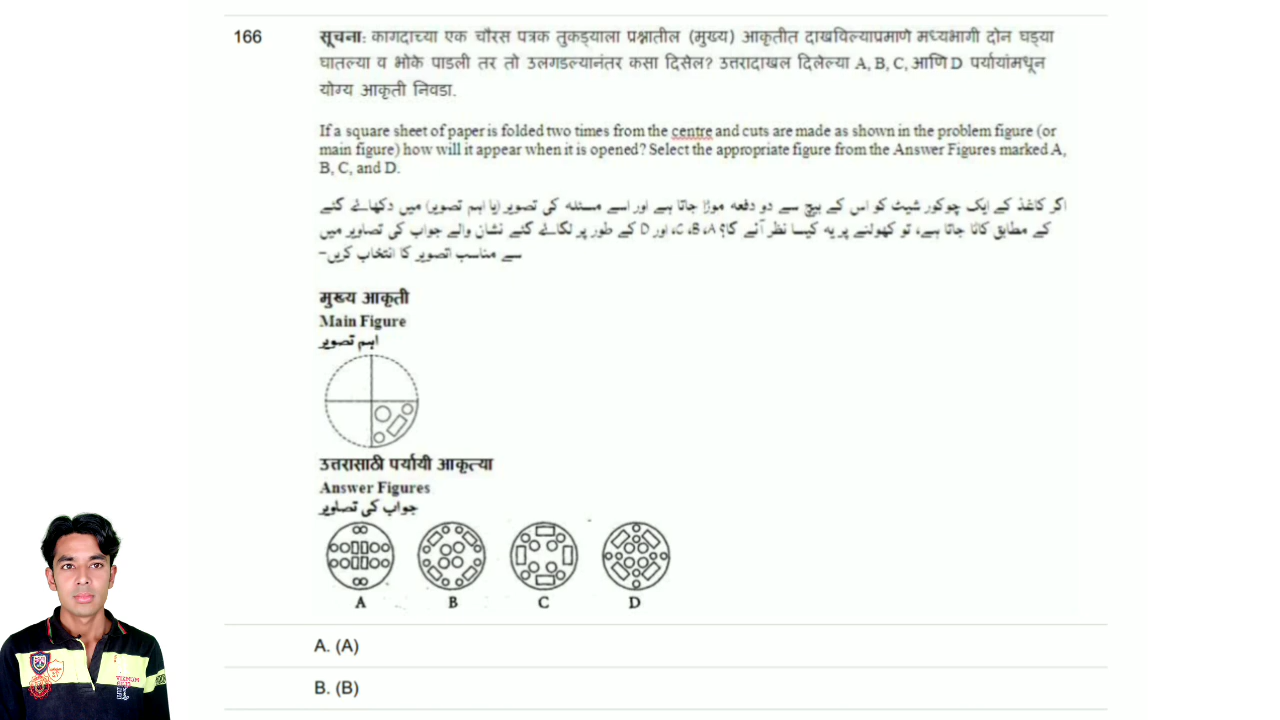 166
सूचना: कागदाच्या एक चौरस पत्रक तुकड्याला प्रश्नातील (मुख्य) आकृतीत दाखविल्याप्रमाणे मध्यभागी दोन घड्या
घातल्या व भोके पाडली तर तो उलगडल्यानंतर कसा दिसेल? उत्तरादाखल दिलेल्या A, B, C, आणि D पर्यायांमधून
योग्य आकृती निवडा.
If a square sheet of paper is folded two times from the centre and cuts are made as shown in the problem figure (or
main figure) how will it appear when it is opened? Select the appropriate figure from the Answer Figures marked A,
B, C, and D.
اگر کاغذ کے ایک چوکور شیٹ کو اس کے بیچ سے دو دفعہ موڑا جاتا ہے اور اسے مسئلہ کی تصویر (یا اہم تصویر) میں دکھائے گئے
کے مطابق کاٹا جاتا ہے، تو کھولنے پر یہ کیسا نظر آئے گا؟ A، B، C، اور D کے طور پر لگائے گئے نشان والے جواب کی تصاویر میں
سے مناسب تصویر کا انتخاب کریں-
मुख्य आकृती
Main Figure
اہم تصویر
उत्तरासाठी पर्यायी आकृत्या
Answer Figures
جواب کی تصاویر
A B C D
A. (A)
B. (B)